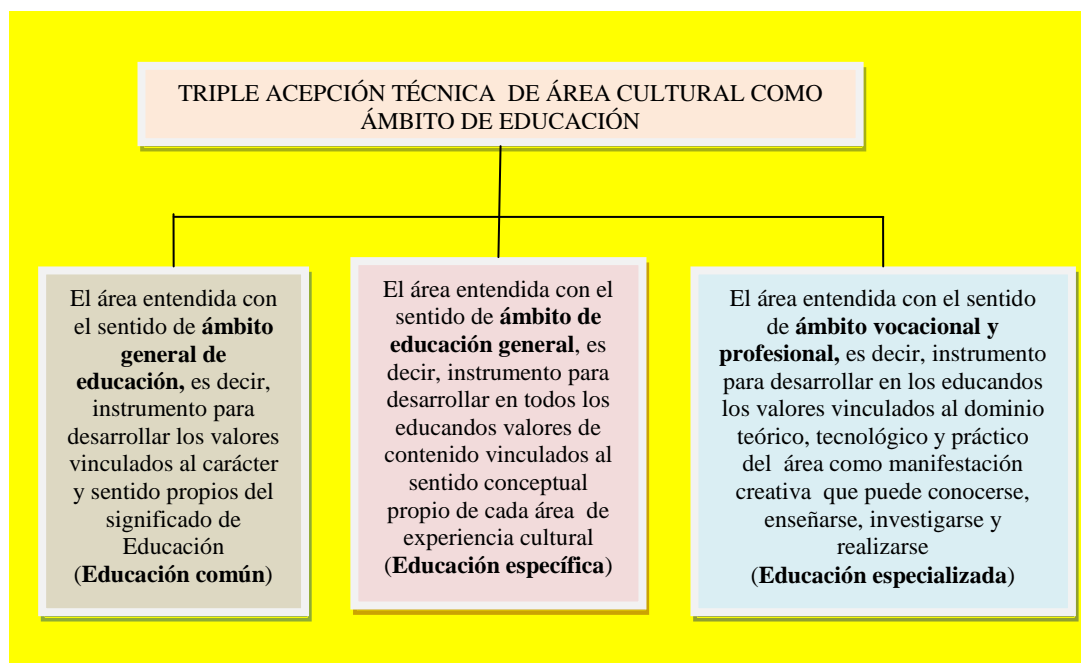 TRIPLE ACEPCIÓN TÉCNICA DE ÁREA CULTURAL COMO
ÁMBITO DE EDUCACIÓN
El área entendida con
el sentido de ámbito
general de
educación, es decir,
instrumento para
desarrollar los valores
vinculados al carácter
y sentido propios del
significado de
Educación
(Educación común)
El área entendida con el
sentido de ámbito de
educación general, es
decir, instrumento para
desarrollar en todos los
educandos valores de
contenido vinculados al
sentido conceptual
propio de cada área de
experiencia cultural
(Educación específica)
El área entendida con el sentido
de ámbito vocacional y
profesional, es decir, instrumento
para desarrollar en los educandos
los valores vinculados al dominio
teórico, tecnológico y práctico
del área como manifestación
creativa que puede conocerse,
enseñarse, investigarse y
realizarse
(Educación especializada)